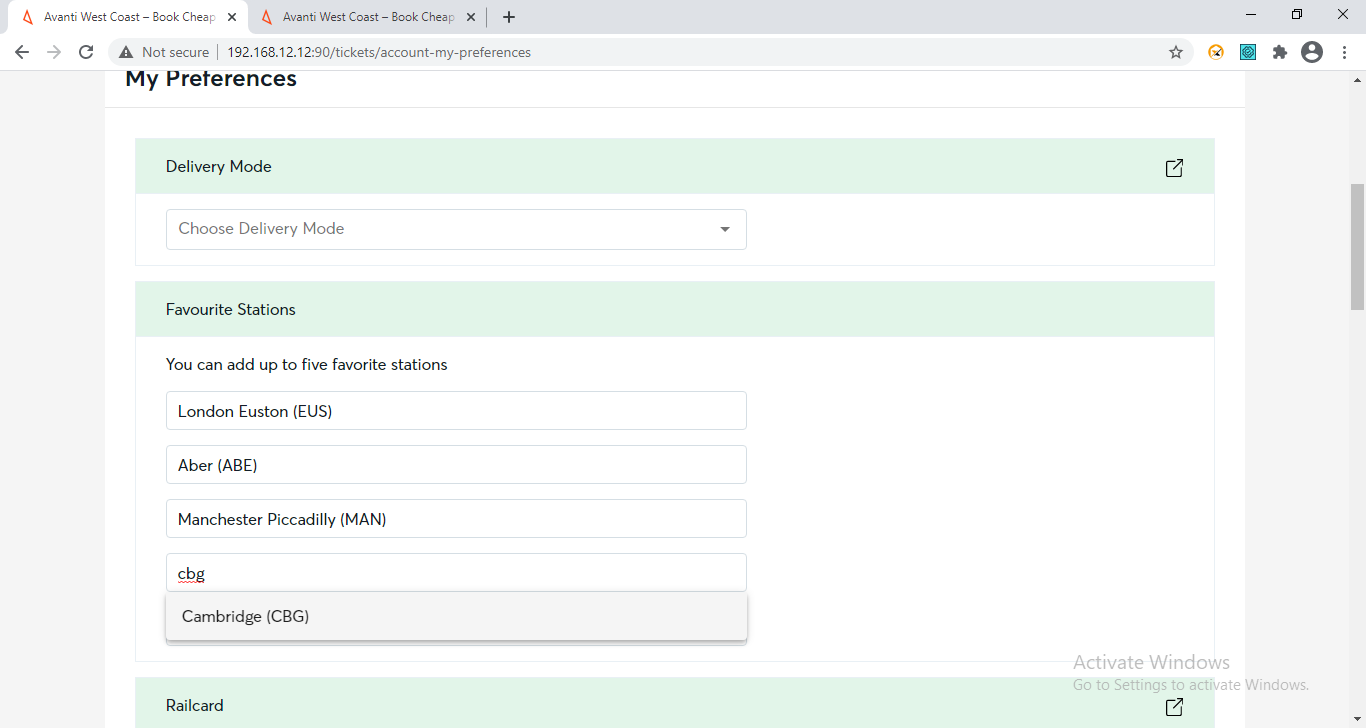 Avanti West Coast – Book Cheap
Avanti West Coast – Book Cheap
Not secure
192.168.12.12:90/tickets/account-my-preferences
My Preferences
Delivery Mode
Choose Delivery Mode
Favourite Stations
You can add up to five favorite stations
London Euston (EUS)
Aber (ABE)
Manchester Piccadilly (MAN)
cbg
Cambridge (CBG)
Activate Windows
Go to Settings to activate Windows.
Railcard